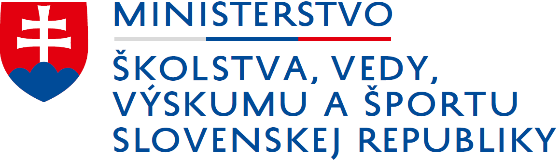 MINISTERSTVO
ŠKOLSTVA, VEDY,
VÝSKUMU A ŠPORTU
SLOVENSKEJ REPUBLIKY